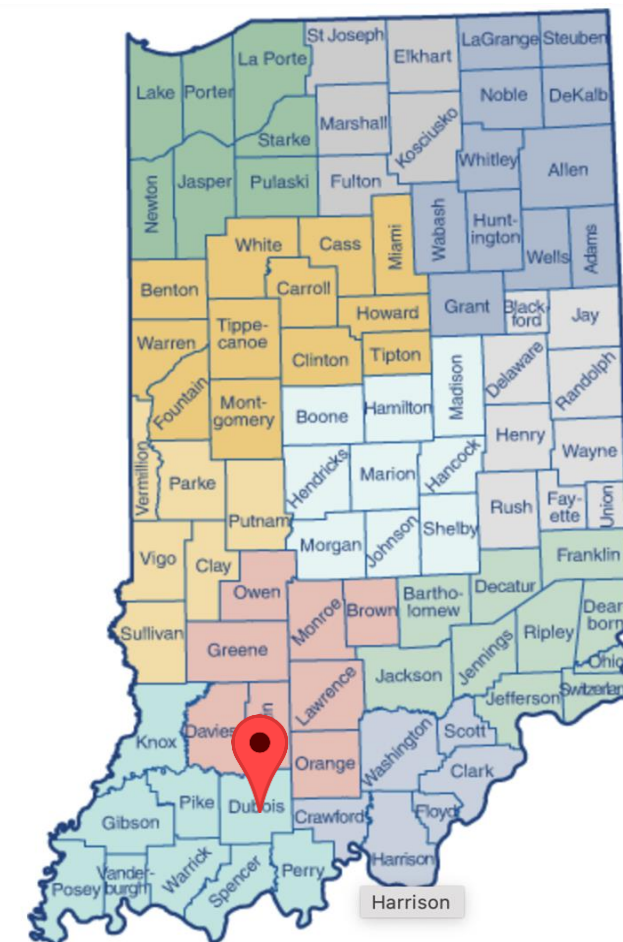 St Joseph
LaGrange
Steuben
Elkhart
La Porte
Lake
Porter
Noble
DeKalb
Marshall
Kosciusko
Starke
Whitley
Allen
Newton
Jasper
Pulaski
Fulton
Wabash
Hunt-
ington
Wells
Adams
White
Cass
Miami
Benton
Carroll
Grant
Black-
ford
Jay
Howard
Tippe-
canoe
Warren
Clinton
Tipton
Madison
Delaware
Randolph
Fountain
Mont-
gomery
Boone
Hamilton
Henry
Wayne
Vermillion
Parke
Hendricks
Marion
Hancock
Rush
Fay-
ette
Union
Putnam
Morgan
Johnson
Shelby
Vigo
Clay
Franklin
Owen
Monroe
Brown
Bartho-
lomew
Decatur
Dear
born
Sullivan
Greene
Jennings
Ripley
Ohio
Lawrence
Jackson
Jefferson
Switzerlan
Knox
Davies
in
Orange
Washington
Scott
Clark
Gibson
Pike
Dubois
Crawford
Floyd
Posey
Vander-
burgh
Warrick
Spencer
Perry
Harrison
Harrison